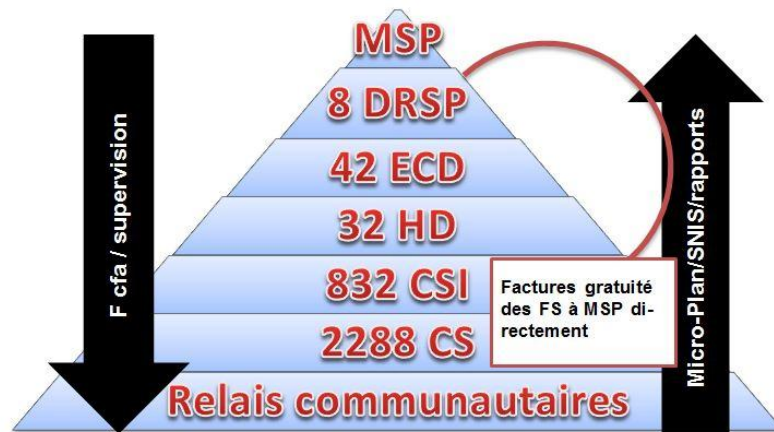 MSP
8 DRSP
42 ECD
32 HD
832 CSI
2288 CS
Relais communautaires
F cfa / supervision
Factures gratuité
des FS à MSP di-
rectement
Micro-Plan/SNIS/rapports